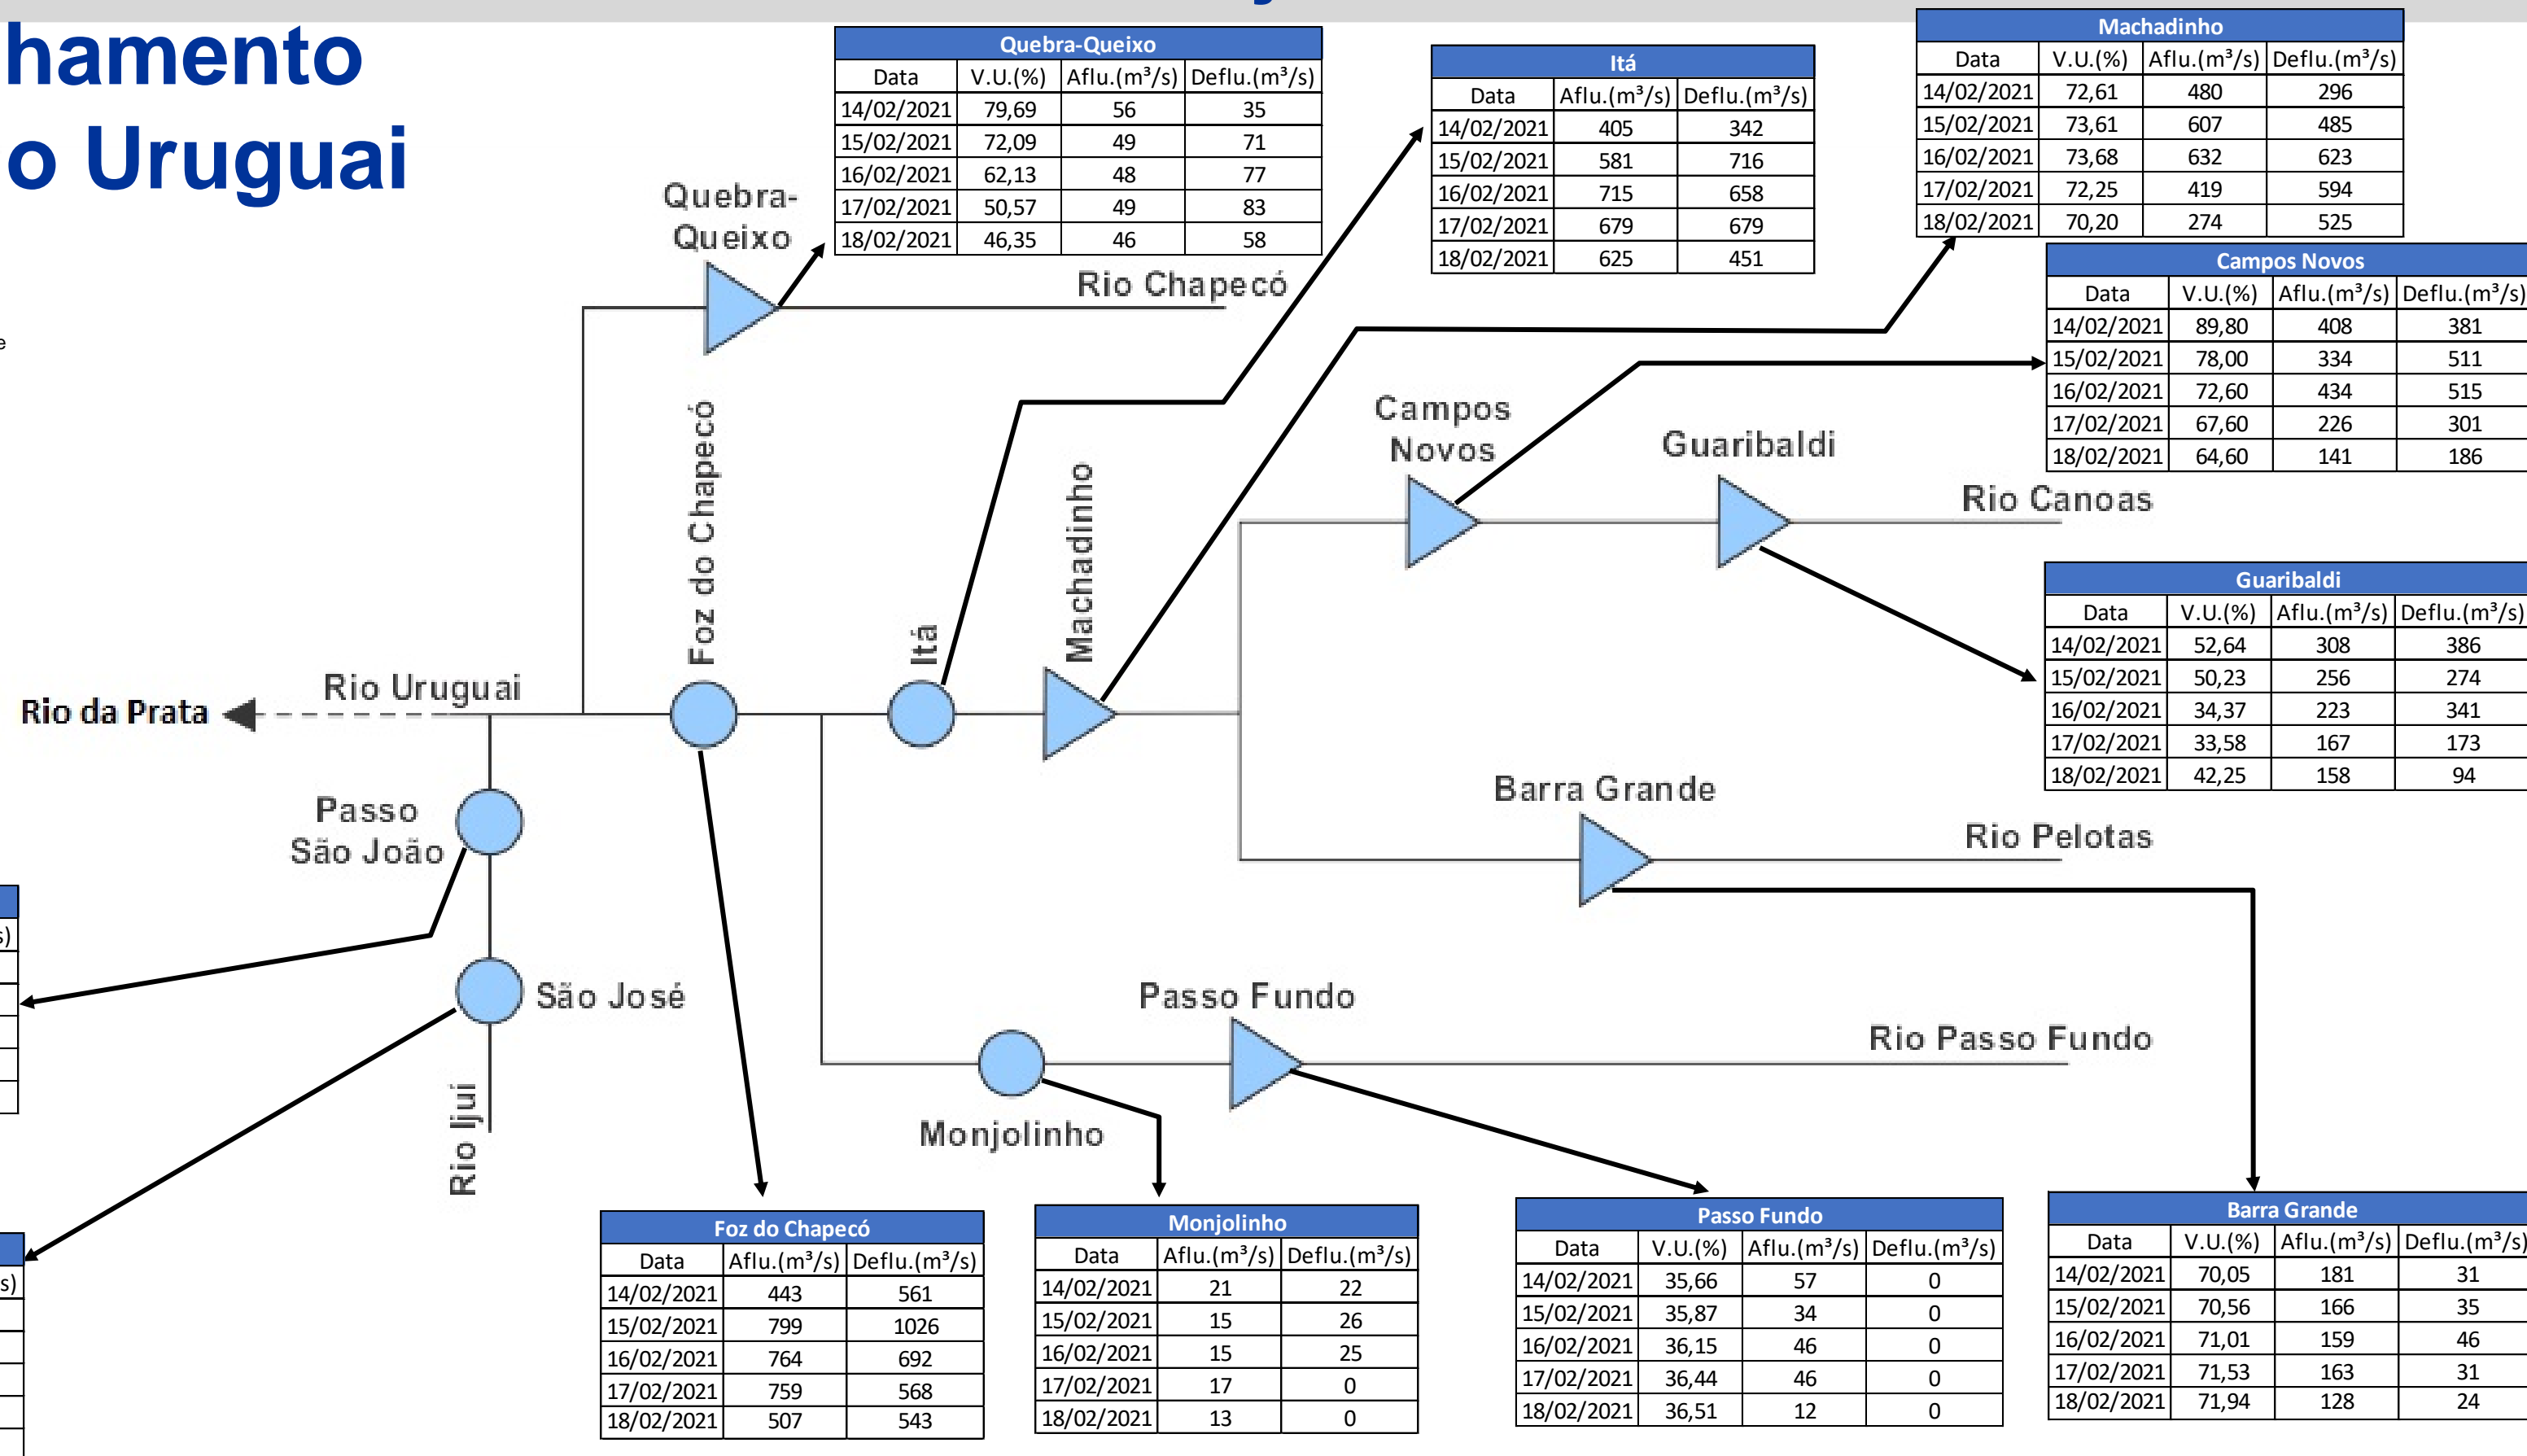 hamento
o Uruguai
e
Quebra-Queixo
Data V.U.(%) Aflu.(m³/s) Deflu.(m³/s)
14/02/2021 79,69 56 35
15/02/2021 72,09 49 71
16/02/2021 62,13 48 77
17/02/2021 50,57 49 83
18/02/2021 46,35 46 58
Itá
Data Aflu.(m³/s) Deflu.(m³/s)
14/02/2021 405 342
15/02/2021 581 716
16/02/2021 715 658
17/02/2021 679 679
18/02/2021 625 451
Machadinho
Data V.U.(%) Aflu.(m³/s) Deflu.(m³/s)
14/02/2021 72,61 480 296
15/02/2021 73,61 607 485
16/02/2021 73,68 632 623
17/02/2021 72,25 419 594
18/02/2021 70,20 274 525
Campos Novos
Data V.U.(%) Aflu.(m³/s) Deflu.(m³/s)
14/02/2021 89,80 408 381
15/02/2021 78,00 334 511
16/02/2021 72,60 434 515
17/02/2021 67,60 226 301
18/02/2021 64,60 141 186
Quebra-
Queixo
Rio Chapecó
Foz do Chapecó
Itá
Machadinho
Campos
Novos
Guaribaldi
Rio Canoas
Guaribaldi
Data V.U.(%) Aflu.(m³/s) Deflu.(m³/s)
14/02/2021 52,64 308 386
15/02/2021 50,23 256 274
16/02/2021 34,37 223 341
17/02/2021 33,58 167 173
18/02/2021 42,25 158 94
Rio Uruguai
Rio da Prata
Passo
São João
Barra Grande
Rio Pelotas
s)
São José
Passo Fundo
Rio Passo Fundo
Monjolinho
Rio Ijuí
s)
Foz do Chapecó
Data Aflu.(m³/s) Deflu.(m³/s)
14/02/2021 443 561
15/02/2021 799 1026
16/02/2021 764 692
17/02/2021 759 568
18/02/2021 507 543
Monjolinho
Data Aflu.(m³/s) Deflu.(m³/s)
14/02/2021 21 22
15/02/2021 15 26
16/02/2021 15 25
17/02/2021 17 0
18/02/2021 13 0
Passo Fundo
Data V.U.(%) Aflu.(m³/s) Deflu.(m³/s)
14/02/2021 35,66 57 0
15/02/2021 35,87 34 0
16/02/2021 36,15 46 0
17/02/2021 36,44 46 0
18/02/2021 36,51 12 0
Barra Grande
Data V.U.(%) Aflu.(m³/s) Deflu.(m³/s)
14/02/2021 70,05 181 31
15/02/2021 70,56 166 35
16/02/2021 71,01 159 46
17/02/2021 71,53 163 31
18/02/2021 71,94 128 24